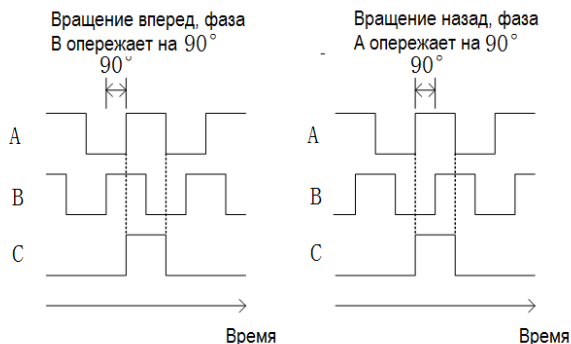 Вращение вперед, фаза
В опережает на 90°
90°
A
B
C
Время
Вращение назад, фаза
А опережает на 90°
90°
A
B
C
Время